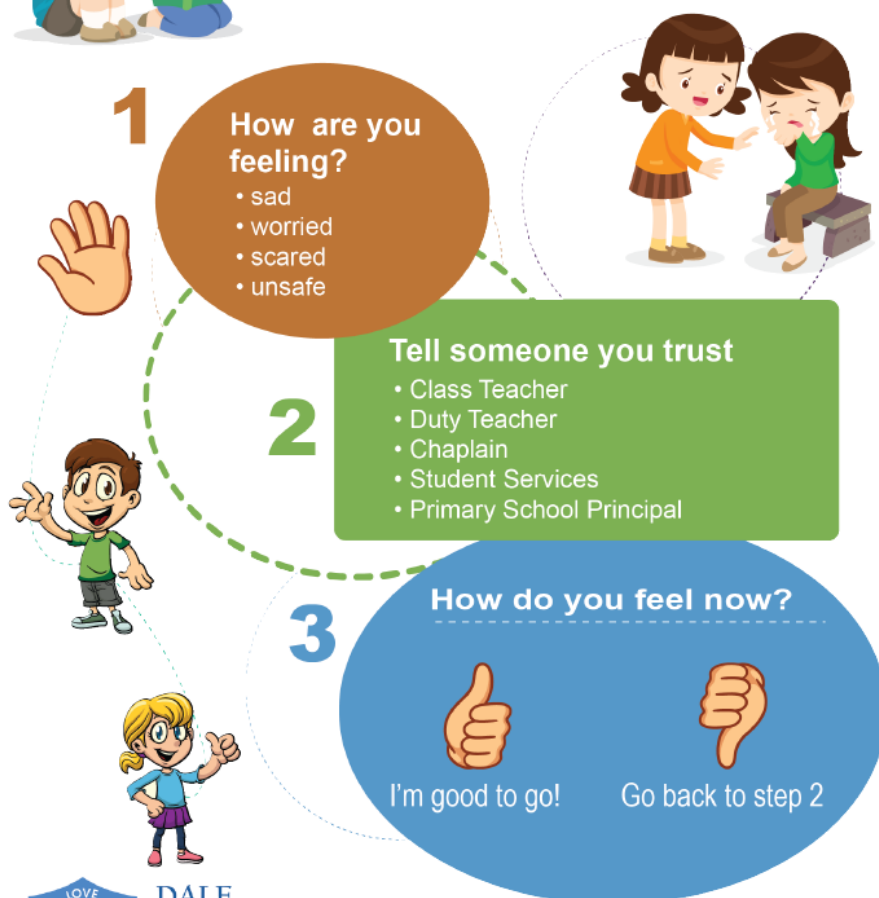 1
How are you
feeling?
• sad
• worried
• scared
• unsafe
2
Tell someone you trust
• Class Teacher
• Duty Teacher
• Chaplain
• Student Services
• Primary School Principal
3
How do you feel now?
I'm good to go!
Go back to step 2
LOVE